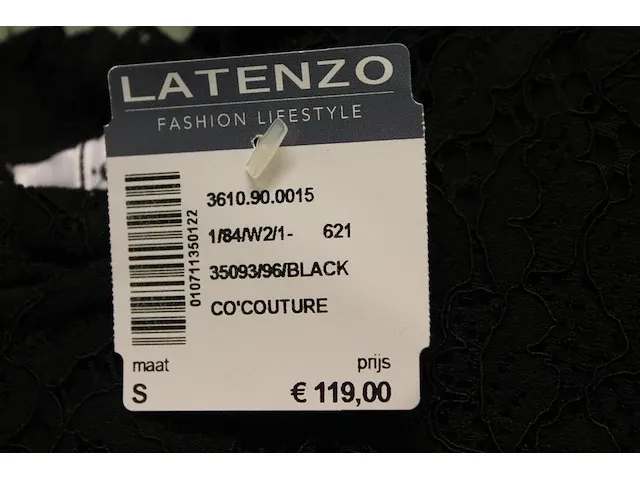 LATENZO
FASHION LIFESTYLE
3610.90.0015
1/84/W2/1- 621
35093/96/BLACK
CO'COUTURE
010711350122
maat prijs
S € 119,00